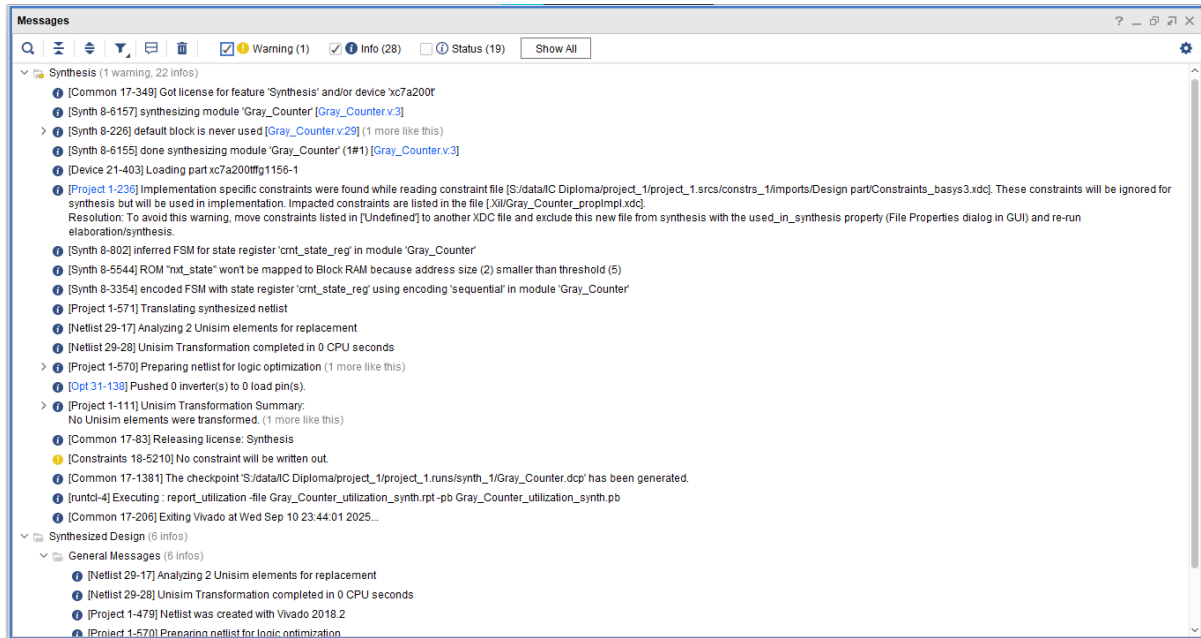 Messages
Warning (1) Info (28) Status (19) Show All
Synthesis (1 warning, 22 infos)
[Common 17-349] Got license for feature 'Synthesis' and/or device 'xc7a200t'
[Synth 8-6157] synthesizing module 'Gray_Counter' [Gray_Counter.v:3]
[Synth 8-226] default block is never used [Gray_Counter.v:29] (1 more like this)
[Synth 8-6155] done synthesizing module 'Gray_Counter' (1#1) [Gray_Counter.v:3]
[Device 21-403] Loading part xc7a200tffg1156-1
[Project 1-236] Implementation specific constraints were found while reading constraint file [S:/data/IC Diploma/project_1/project_1.srcs/constrs_1/imports/Design part/Constraints_basys3.xdc]. These constraints will be ignored for
synthesis but will be used in implementation. Impacted constraints are listed in the file [.Xil/Gray_Counter_propImpl.xdc].
Resolution: To avoid this warning, move constraints listed in ['Undefined'] to another XDC file and exclude this new file from synthesis with the used_in_synthesis property (File Properties dialog in GUI) and re-run
elaboration/synthesis.
[Synth 8-802] inferred FSM for state register 'crnt_state_reg' in module 'Gray_Counter'
[Synth 8-5544] ROM "nxt_state" won't be mapped to Block RAM because address size (2) smaller than threshold (5)
[Synth 8-3354] encoded FSM with state register 'crnt_state_reg' using encoding 'sequential' in module 'Gray_Counter'
[Project 1-571] Translating synthesized netlist
[Netlist 29-17] Analyzing 2 Unisim elements for replacement
[Netlist 29-28] Unisim Transformation completed in 0 CPU seconds
[Project 1-570] Preparing netlist for logic optimization (1 more like this)
[Opt 31-138] Pushed 0 inverter(s) to 0 load pin(s).
[Project 1-111] Unisim Transformation Summary:
No Unisim elements were transformed. (1 more like this)
[Common 17-83] Releasing license: Synthesis
[Constraints 18-5210] No constraint will be written out.
[Common 17-1381] The checkpoint 'S:/data/IC Diploma/project_1/project_1.runs/synth_1/Gray_Counter.dcp' has been generated.
[runtcl-4] Executing : report_utilization -file Gray_Counter_utilization_synth.rpt -pb Gray_Counter_utilization_synth.pb
[Common 17-206] Exiting Vivado at Wed Sep 10 23:44:01 2025...
Synthesized Design (6 infos)
General Messages (6 infos)
[Netlist 29-17] Analyzing 2 Unisim elements for replacement
[Netlist 29-28] Unisim Transformation completed in 0 CPU seconds
[Project 1-479] Netlist was created with Vivado 2018.2
[Project 1-570] Preparing netlist for logic optimization